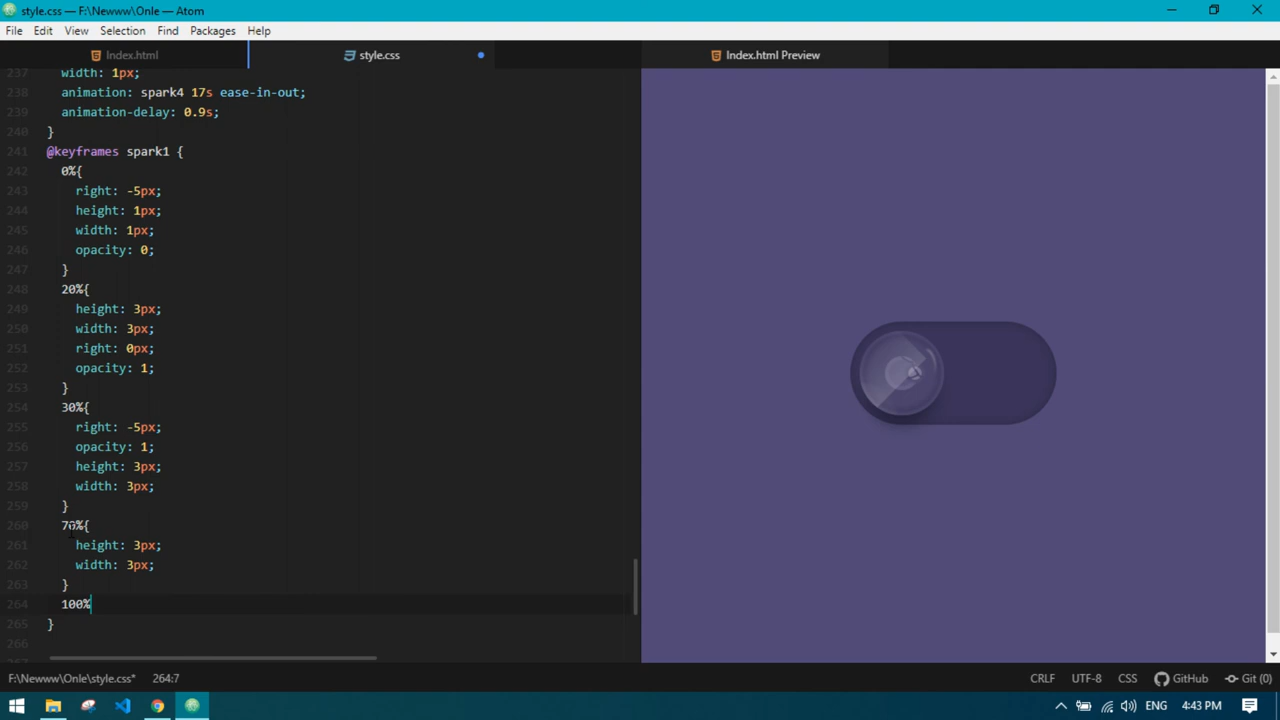 style.css — F:\Newww\Onle — Atom
File Edit View Selection Find Packages Help
Index.html style.css Index.html Preview
237 width: 1px;
238 animation: spark4 17s ease-in-out;
239 animation-delay: 0.9s;
240 }
241 @keyframes spark1 {
242 0%{
243 right: -5px;
244 height: 1px;
245 width: 1px;
246 opacity: 0;
247 }
248 20%{
249 height: 3px;
250 width: 3px;
251 right: 0px;
252 opacity: 1;
253 }
254 30%{
255 right: -5px;
256 opacity: 1;
257 height: 3px;
258 width: 3px;
259 }
260 70%{
261 height: 3px;
262 width: 3px;
263 }
264 100%
265 }
266
F:\Newww\Onle\style.css* 264:7 CRLF UTF-8 CSS GitHub Git (0)
ENG 4:43 PM